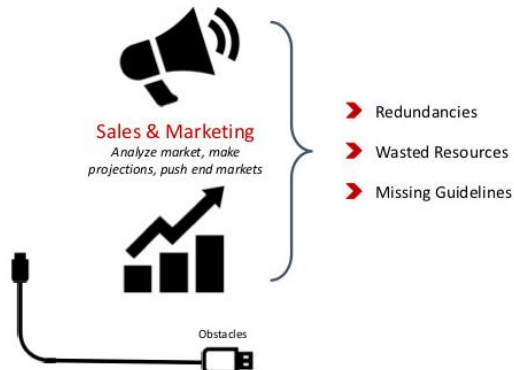 Sales & Marketing
Analyze market, make
projections, push end markets
Redundancies
Wasted Resources
Missing Guidelines
Obstacles